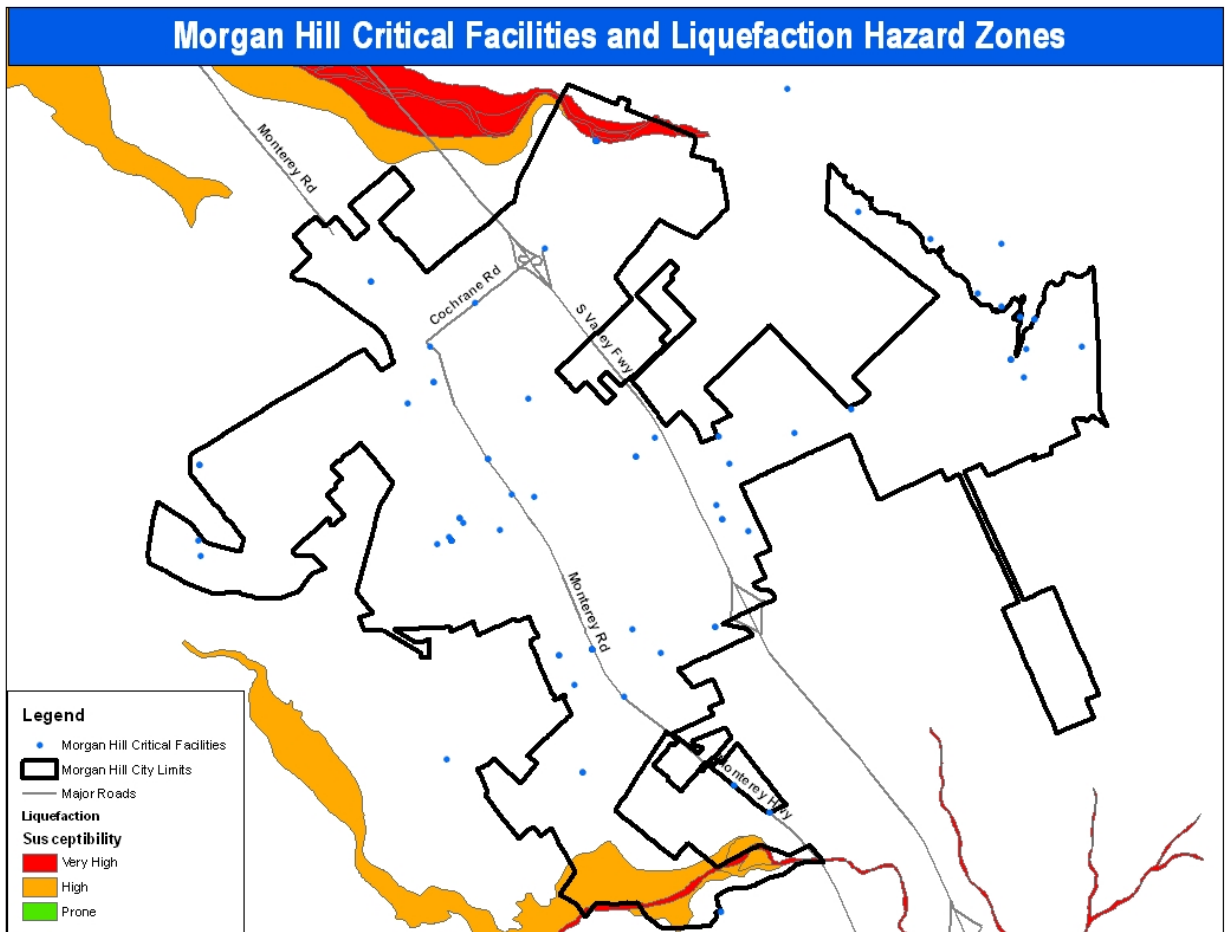 Morgan Hill Critical Facilities and Liquefaction Hazard Zones
Monterey Rd
Cochrane Rd
S Valley Fwy
Monterey Rd
Monterey Hwy
Legend
Morgan Hill Critical Facilities
Morgan Hill City Limits
Major Roads
Liquefaction
Sus ceptibility
Very High
High
Prone